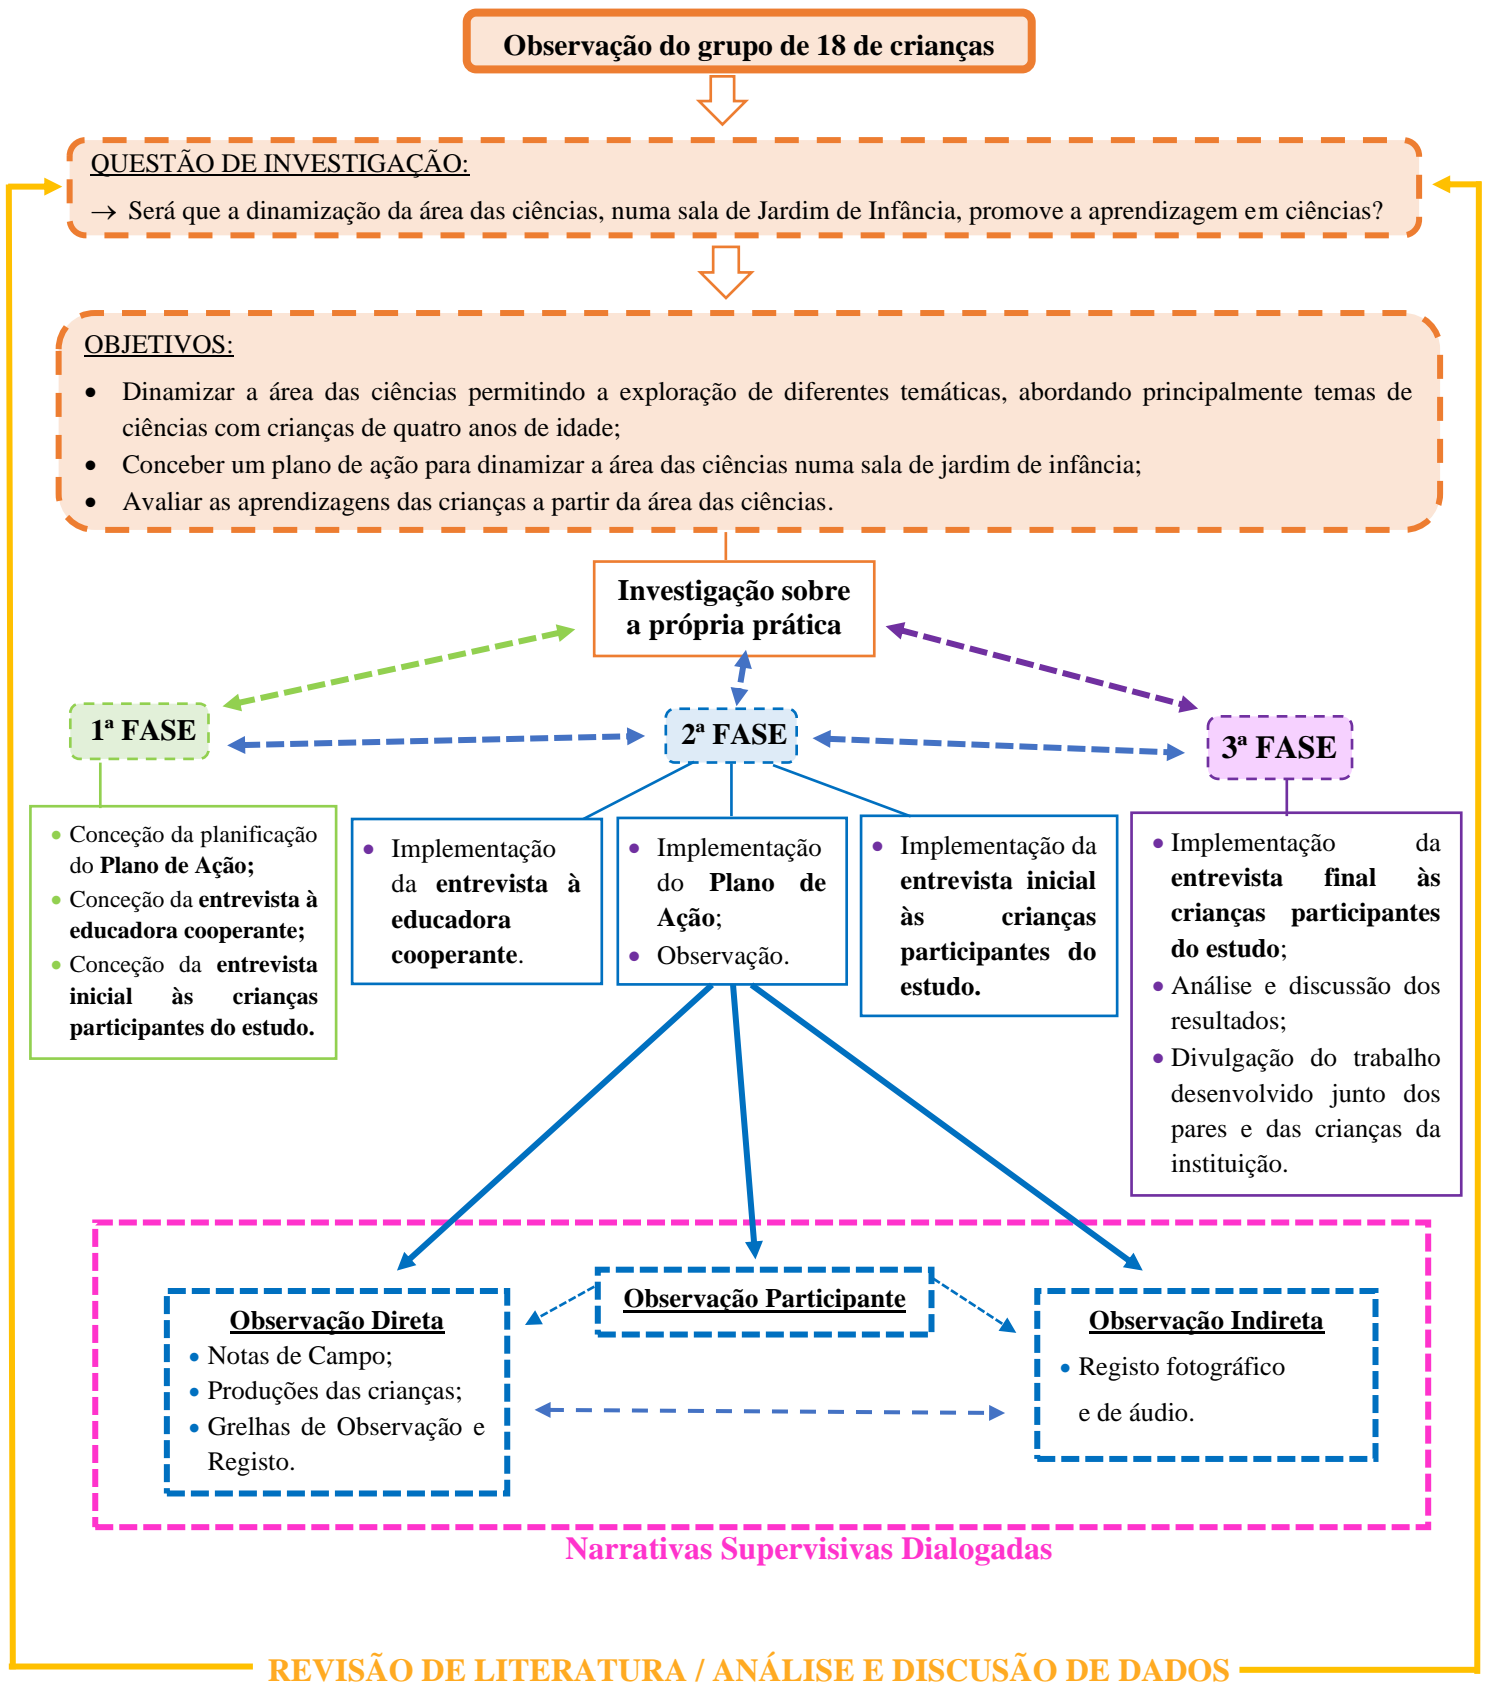 Observação do grupo de 18 de crianças
QUESTÃO DE INVESTIGAÇÃO:
→ Será que a dinamização da área das ciências, numa sala de Jardim de Infância, promove a aprendizagem em ciências?
OBJETIVOS:
• Dinamizar a área das ciências permitindo a exploração de diferentes temáticas, abordando principalmente temas de
ciências com crianças de quatro anos de idade;
• Conceber um plano de ação para dinamizar a área das ciências numa sala de jardim de infância;
• Avaliar as aprendizagens das crianças a partir da área das ciências.
Investigação sobre
a própria prática
1ª FASE
2ª FASE
3ª FASE
• Conceção da planificação
do Plano de Ação;
• Conceção da entrevista à
educadora cooperante;
• Conceção da entrevista
inicial às crianças
participantes do estudo.
• Implementação
da entrevista à
educadora
cooperante.
• Implementação
do Plano de
Ação;
• Observação.
• Implementação da
entrevista inicial
às crianças
participantes do
estudo.
• Implementação da
entrevista final às
crianças participantes
do estudo;
• Análise e discussão dos
resultados;
• Divulgação do trabalho
desenvolvido junto dos
pares e das crianças da
instituição.
Observação Direta
• Notas de Campo;
• Produções das crianças;
• Grelhas de Observação e
Registo.
Observação Participante
Observação Indireta
• Registo fotográfico
e de áudio.
Narrativas Supervisivas Dialogadas
REVISÃO DE LITERATURA / ANÁLISE E DISCUSÃO DE DADOS